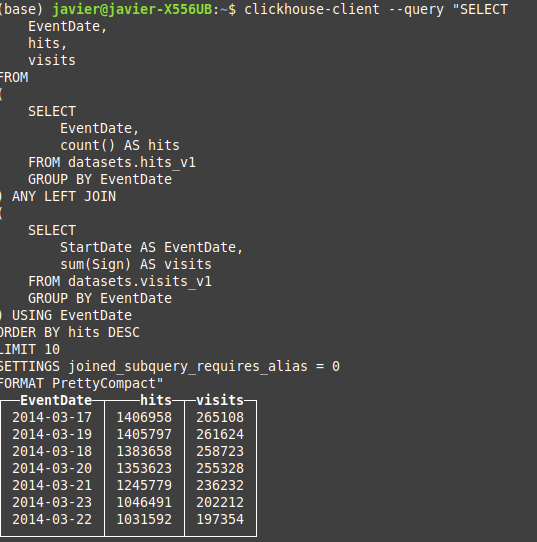 (base) javier@javier-X556UB:~$ clickhouse-client --query "SELECT
EventDate,
hits,
visits
FROM
(
SELECT
EventDate,
count() AS hits
FROM datasets.hits_v1
GROUP BY EventDate
) ANY LEFT JOIN
(
SELECT
StartDate AS EventDate,
sum(Sign) AS visits
FROM datasets.visits_v1
GROUP BY EventDate
) USING EventDate
ORDER BY hits DESC
LIMIT 10
SETTINGS joined_subquery_requires_alias = 0
FORMAT PrettyCompact"
EventDate hits visits
2014-03-17 1406958 265108
2014-03-19 1405797 261624
2014-03-18 1383658 258723
2014-03-20 1353623 255328
2014-03-21 1245779 236232
2014-03-23 1046491 202212
2014-03-22 1031592 197354